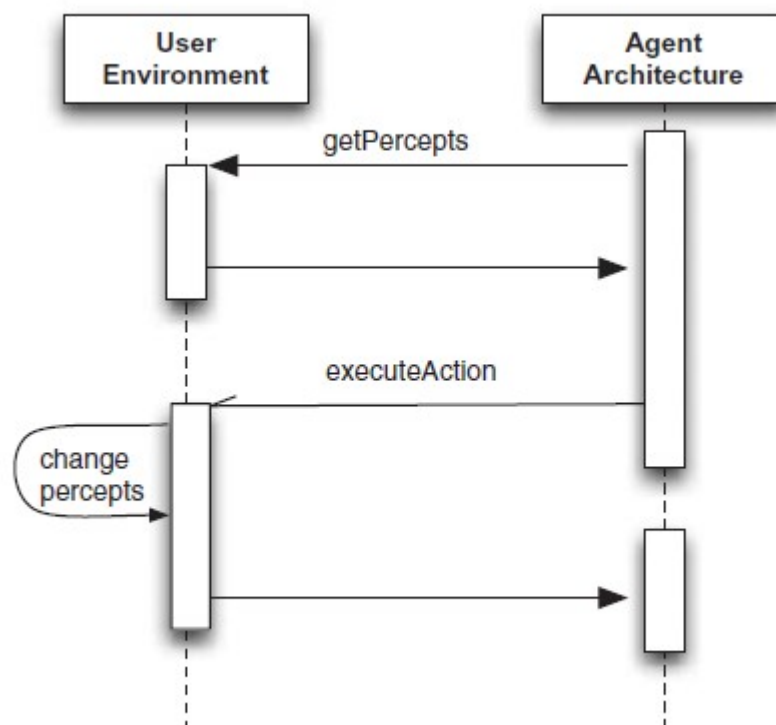 User
Environment
Agent
Architecture
getPercepts
executeAction
change
percepts